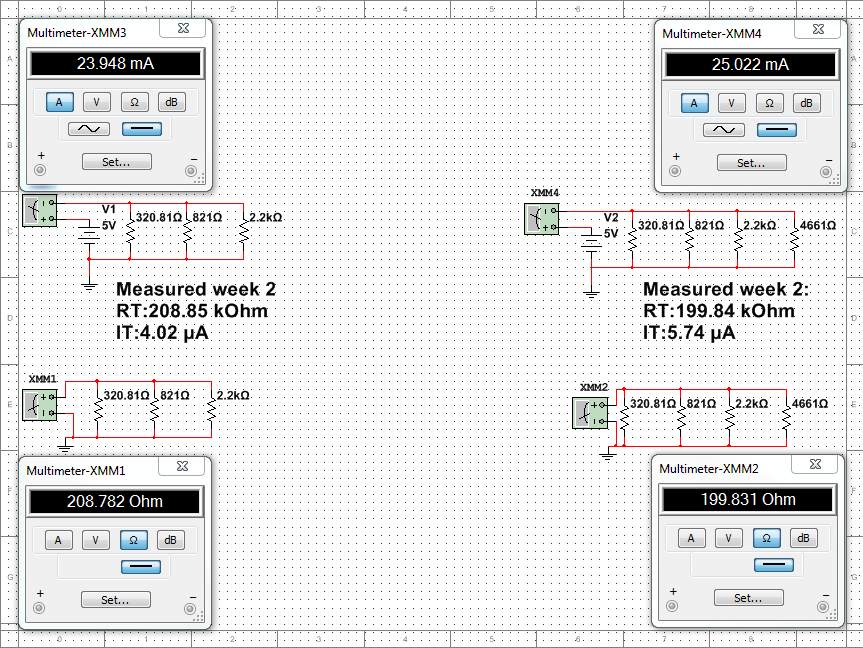 Multimeter-XMM3
23.948 mA
A V Ω dB
+ Set... −
V1
5V
320.81Ω 821Ω 2.2kΩ
Measured week 2
RT:208.85 kOhm
IT:4.02 µA
Multimeter-XMM4
25.022 mA
A V Ω dB
+ Set... −
XMM4
V2
5V
320.81Ω 821Ω 2.2kΩ 4661Ω
Measured week 2:
RT:199.84 kOhm
IT:5.74 µA
XMM1
320.81Ω 821Ω 2.2kΩ
Multimeter-XMM1
208.782 Ohm
A V Ω dB
+ Set... −
XMM2
320.81Ω 821Ω 2.2kΩ 4661Ω
Multimeter-XMM2
199.831 Ohm
A V Ω dB
+ Set... −